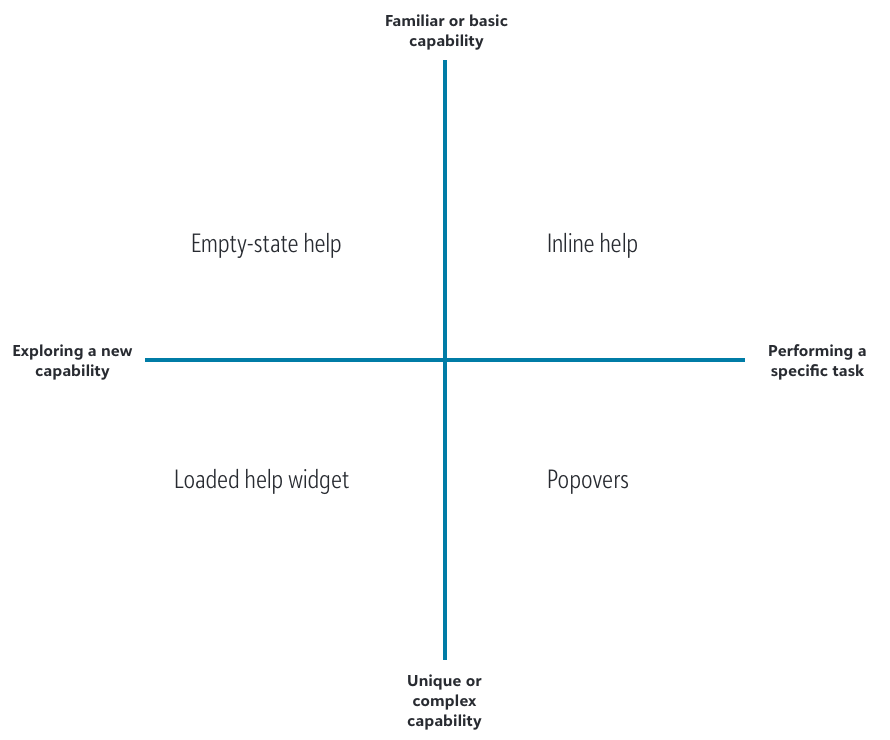 Familiar or basic
capability
Empty-state help
Inline help
Exploring a new
capability
Performing a
specific task
Loaded help widget
Popovers
Unique or
complex
capability